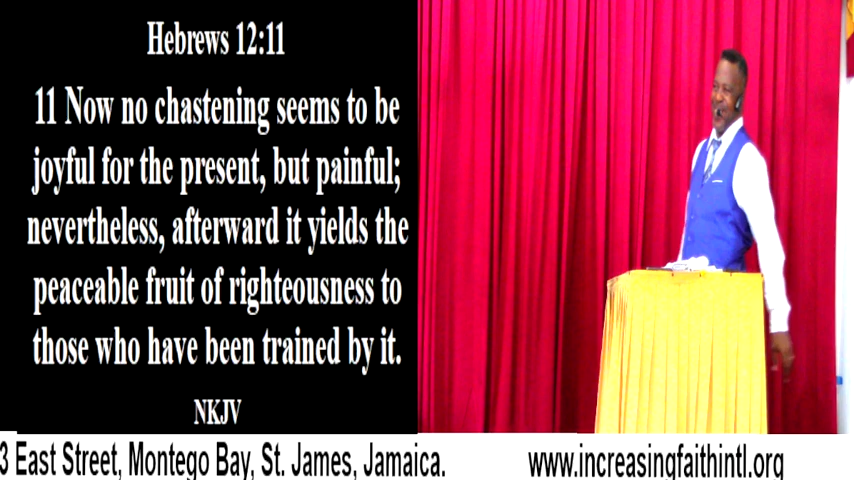 Hebrews 12:11
11 Now no chastening seems to be
joyful for the present, but painful;
nevertheless, afterward it yields the
peaceable fruit of righteousness to
those who have been trained by it.
NKJV
3 East Street, Montego Bay, St. James, Jamaica. www.increasingfaithintl.org